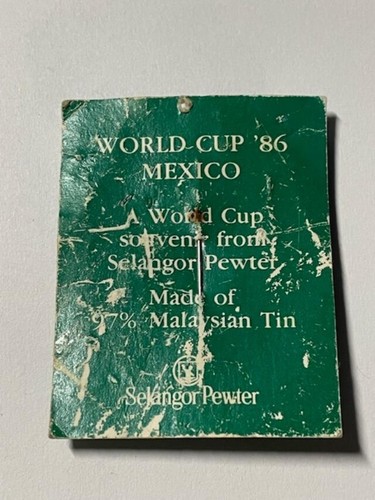 WORLD CUP '86
MEXICO
A World Cup
souvenir from
Selangor Pewter
Made of
97% Malaysian Tin
Selangor Pewter